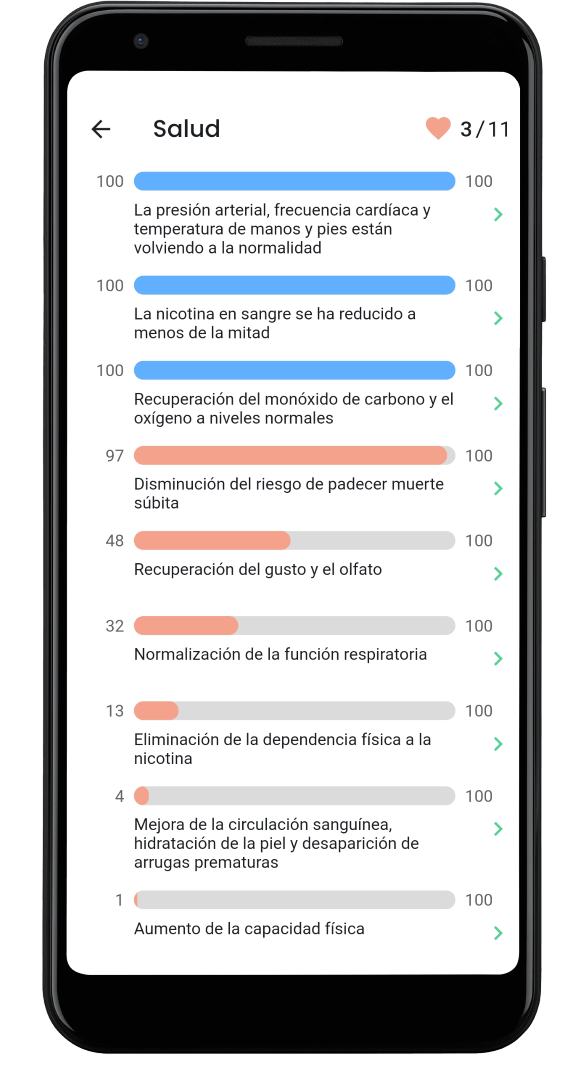 Salud 3/11
100 100
La presión arterial, frecuencia cardíaca y
temperatura de manos y pies están
volviendo a la normalidad
100 100
La nicotina en sangre se ha reducido a
menos de la mitad
100 100
Recuperación del monóxido de carbono y el
oxígeno a niveles normales
97 100
Disminución del riesgo de padecer muerte
súbita
48 100
Recuperación del gusto y el olfato
32 100
Normalización de la función respiratoria
13 100
Eliminación de la dependencia física a la
nicotina
4 100
Mejora de la circulación sanguínea,
hidratación de la piel y desaparición de
arrugas prematuras
1 100
Aumento de la capacidad física